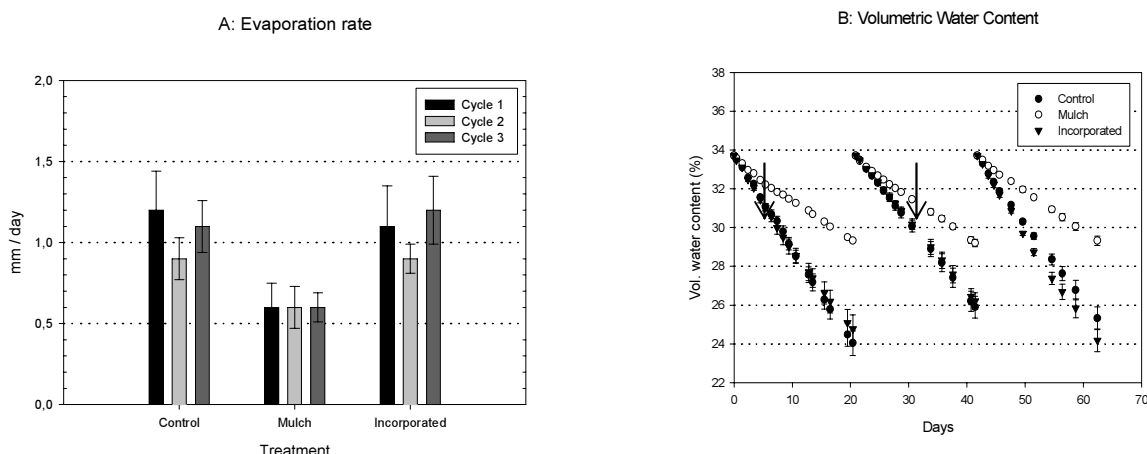 A: Evaporation rate
2,0
1,5
1,0
0,5
0,0
mm / day
Cycle 1
Cycle 2
Cycle 3
Control Mulch Incorporated
Treatment
B: Volumetric Water Content
38
36
34
32
30
28
26
24
22
Vol. water content (%)
Control
Mulch
Incorporated
0 10 20 30 40 50 60 70
Days